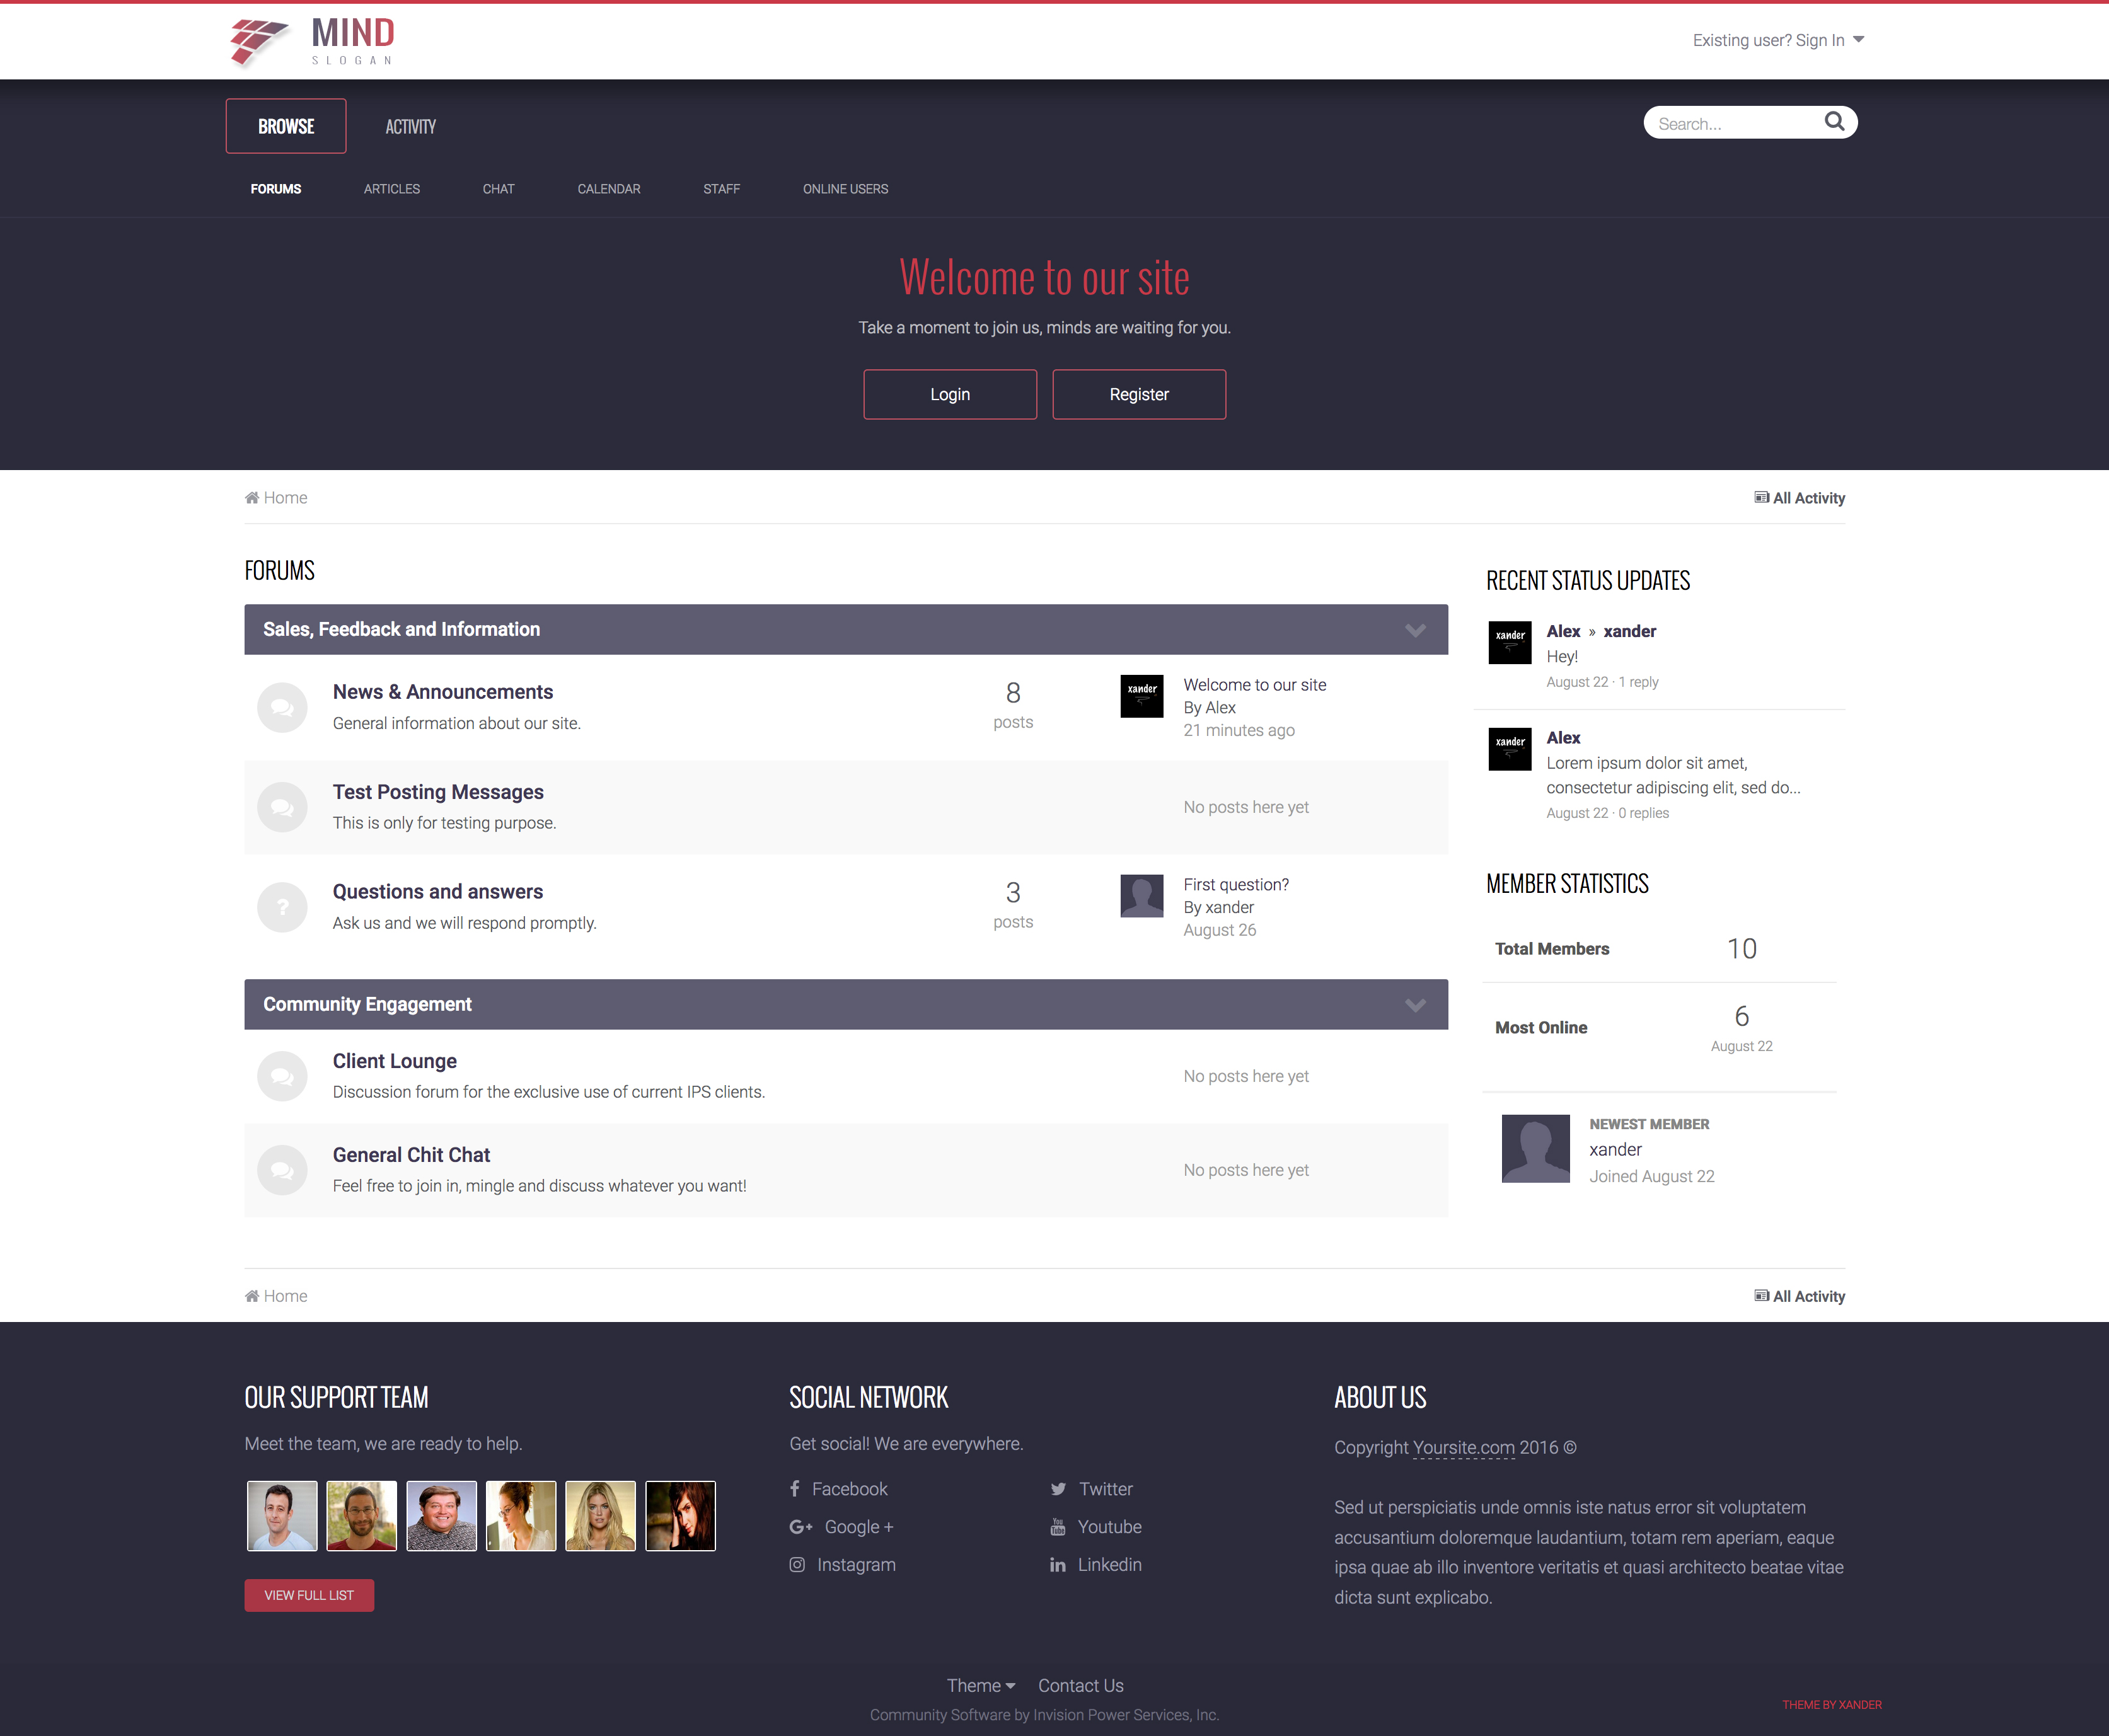 MIND
SLOGAN
Existing user? Sign In
BROWSE
ACTIVITY
Search...
FORUMS
ARTICLES
CHAT
CALENDAR
STAFF
ONLINE USERS
Welcome to our site
Take a moment to join us, minds are waiting for you.
Login
Register
Home
All Activity
FORUMS
Sales, Feedback and Information
News & Announcements
General information about our site.
8
posts
xander
Welcome to our site
By Alex
21 minutes ago
Test Posting Messages
This is only for testing purpose.
No posts here yet
?
Questions and answers
Ask us and we will respond promptly.
3
posts
First question?
By xander
August 26
Community Engagement
Client Lounge
Discussion forum for the exclusive use of current IPS clients.
No posts here yet
General Chit Chat
Feel free to join in, mingle and discuss whatever you want!
No posts here yet
RECENT STATUS UPDATES
xander
Alex » xander
Hey!
August 22 · 1 reply
xander
Alex
Lorem ipsum dolor sit amet,
consectetur adipiscing elit, sed do...
August 22 · 0 replies
MEMBER STATISTICS
Total Members
10
Most Online
6
August 22
NEWEST MEMBER
xander
Joined August 22
Home
All Activity
OUR SUPPORT TEAM
Meet the team, we are ready to help.
VIEW FULL LIST
SOCIAL NETWORK
Get social! We are everywhere.
Facebook
Twitter
G+ Google +
You Tube Youtube
Instagram
in Linkedin
ABOUT US
Copyright Yoursite.com 2016 ©
Sed ut perspiciatis unde omnis iste natus error sit voluptatem
accusantium doloremque laudantium, totam rem aperiam, eaque
ipsa quae ab illo inventore veritatis et quasi architecto beatae vitae
dicta sunt explicabo.
Theme
Contact Us
Community Software by Invision Power Services, Inc.
THEME BY XANDER